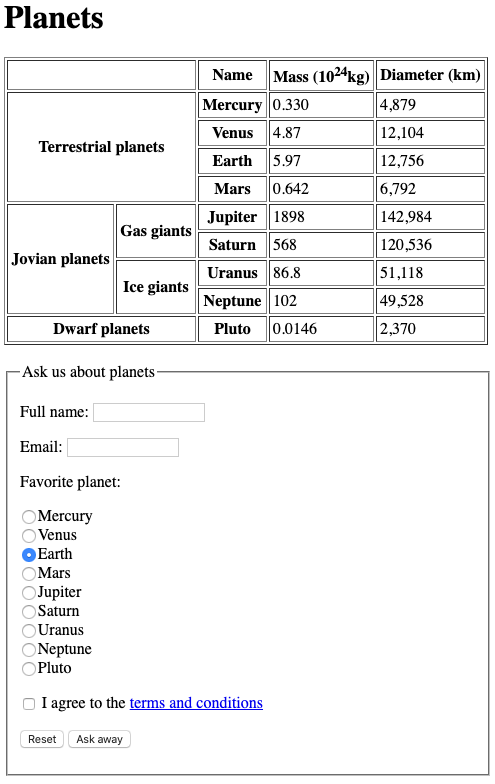 Planets
Name Mass (10²⁴kg) Diameter (km)
Terrestrial planets
Mercury 0.330 4,879
Venus 4.87 12,104
Earth 5.97 12,756
Mars 0.642 6,792
Jovian planets
Gas giants
Jupiter 1898 142,984
Saturn 568 120,536
Ice giants
Uranus 86.8 51,118
Neptune 102 49,528
Dwarf planets Pluto 0.0146 2,370
Ask us about planets
Full name:
Email:
Favorite planet:
Mercury
Venus
Earth
Mars
Jupiter
Saturn
Uranus
Neptune
Pluto
I agree to the terms and conditions
Reset Ask away